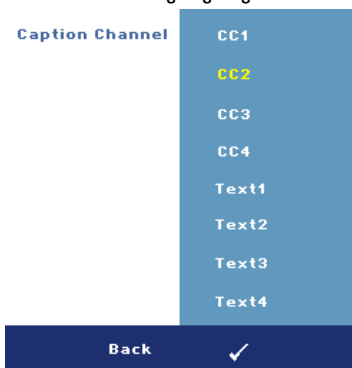 Caption Channel CC1
CC2
CC3
CC4
Text1
Text2
Text3
Text4
Back